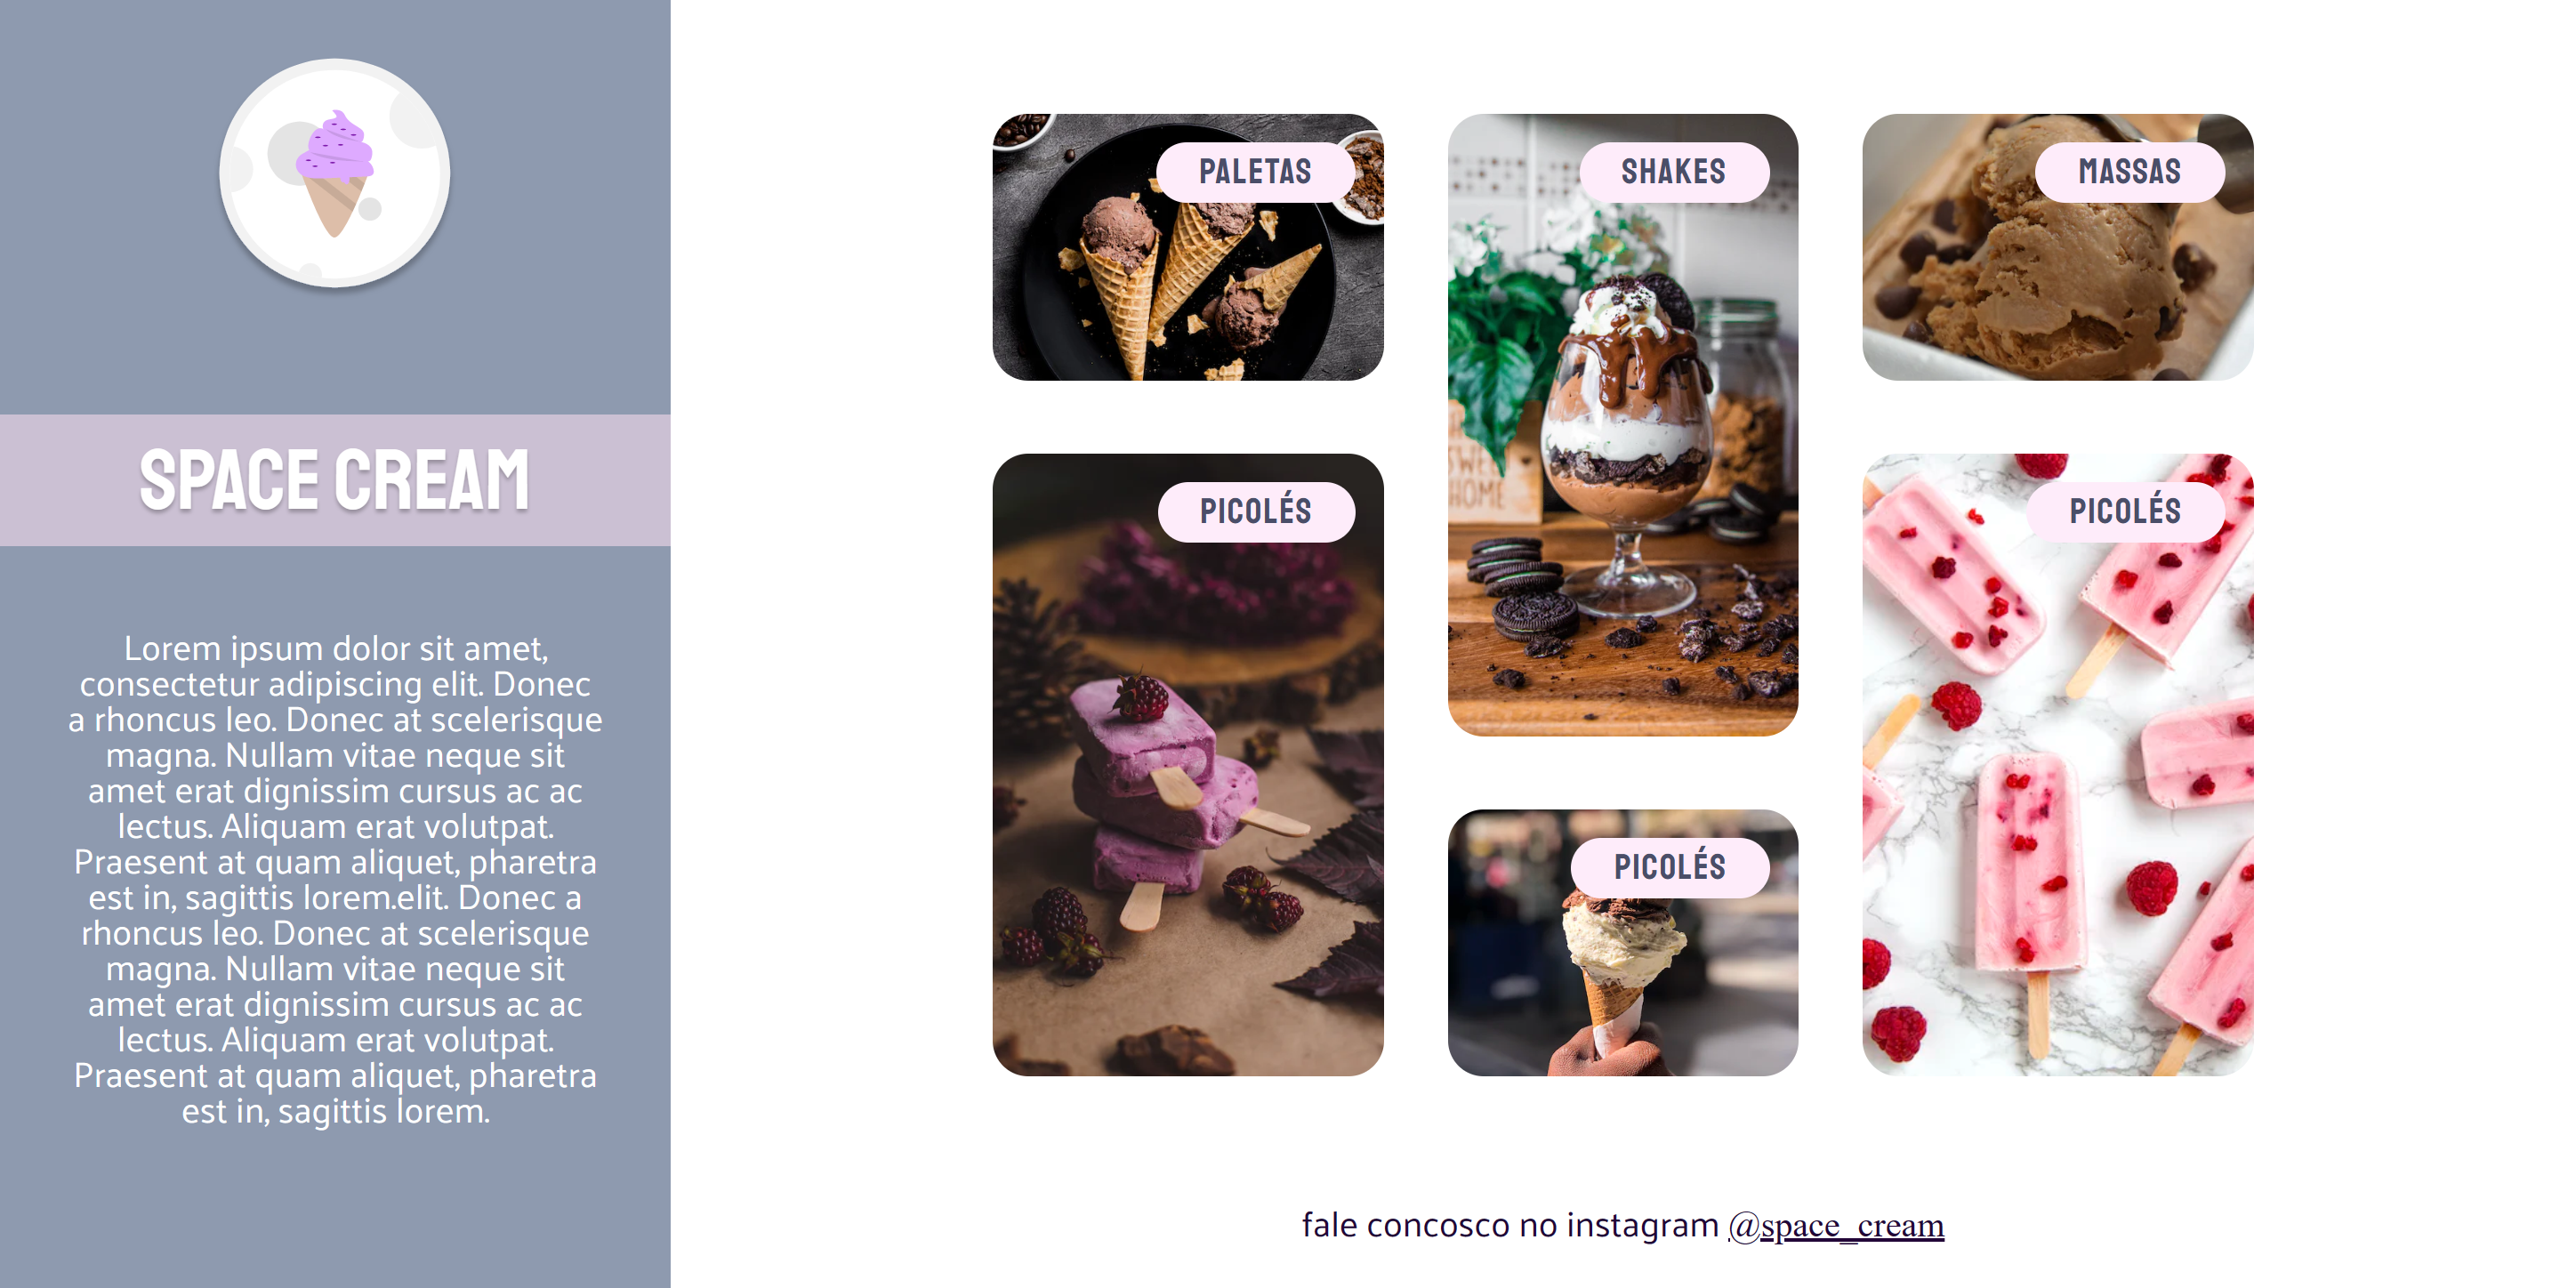 SPACE CREAM
Lorem ipsum dolor sit amet,
consectetur adipiscing elit. Donec
a rhoncus leo. Donec at scelerisque
magna. Nullam vitae neque sit
amet erat dignissim cursus ac ac
lectus. Aliquam erat volutpat.
Praesent at quam aliquet, pharetra
est in, sagittis lorem.elit. Donec a
rhoncus leo. Donec at scelerisque
magna. Nullam vitae neque sit
amet erat dignissim cursus ac ac
lectus. Aliquam erat volutpat.
Praesent at quam aliquet, pharetra
est in, sagittis lorem.
PALETAS
SHAKES
MASSAS
PICOLÉS
HOME
PICOLÉS
PICOLÉS
fale concosco no instagram @space_cream